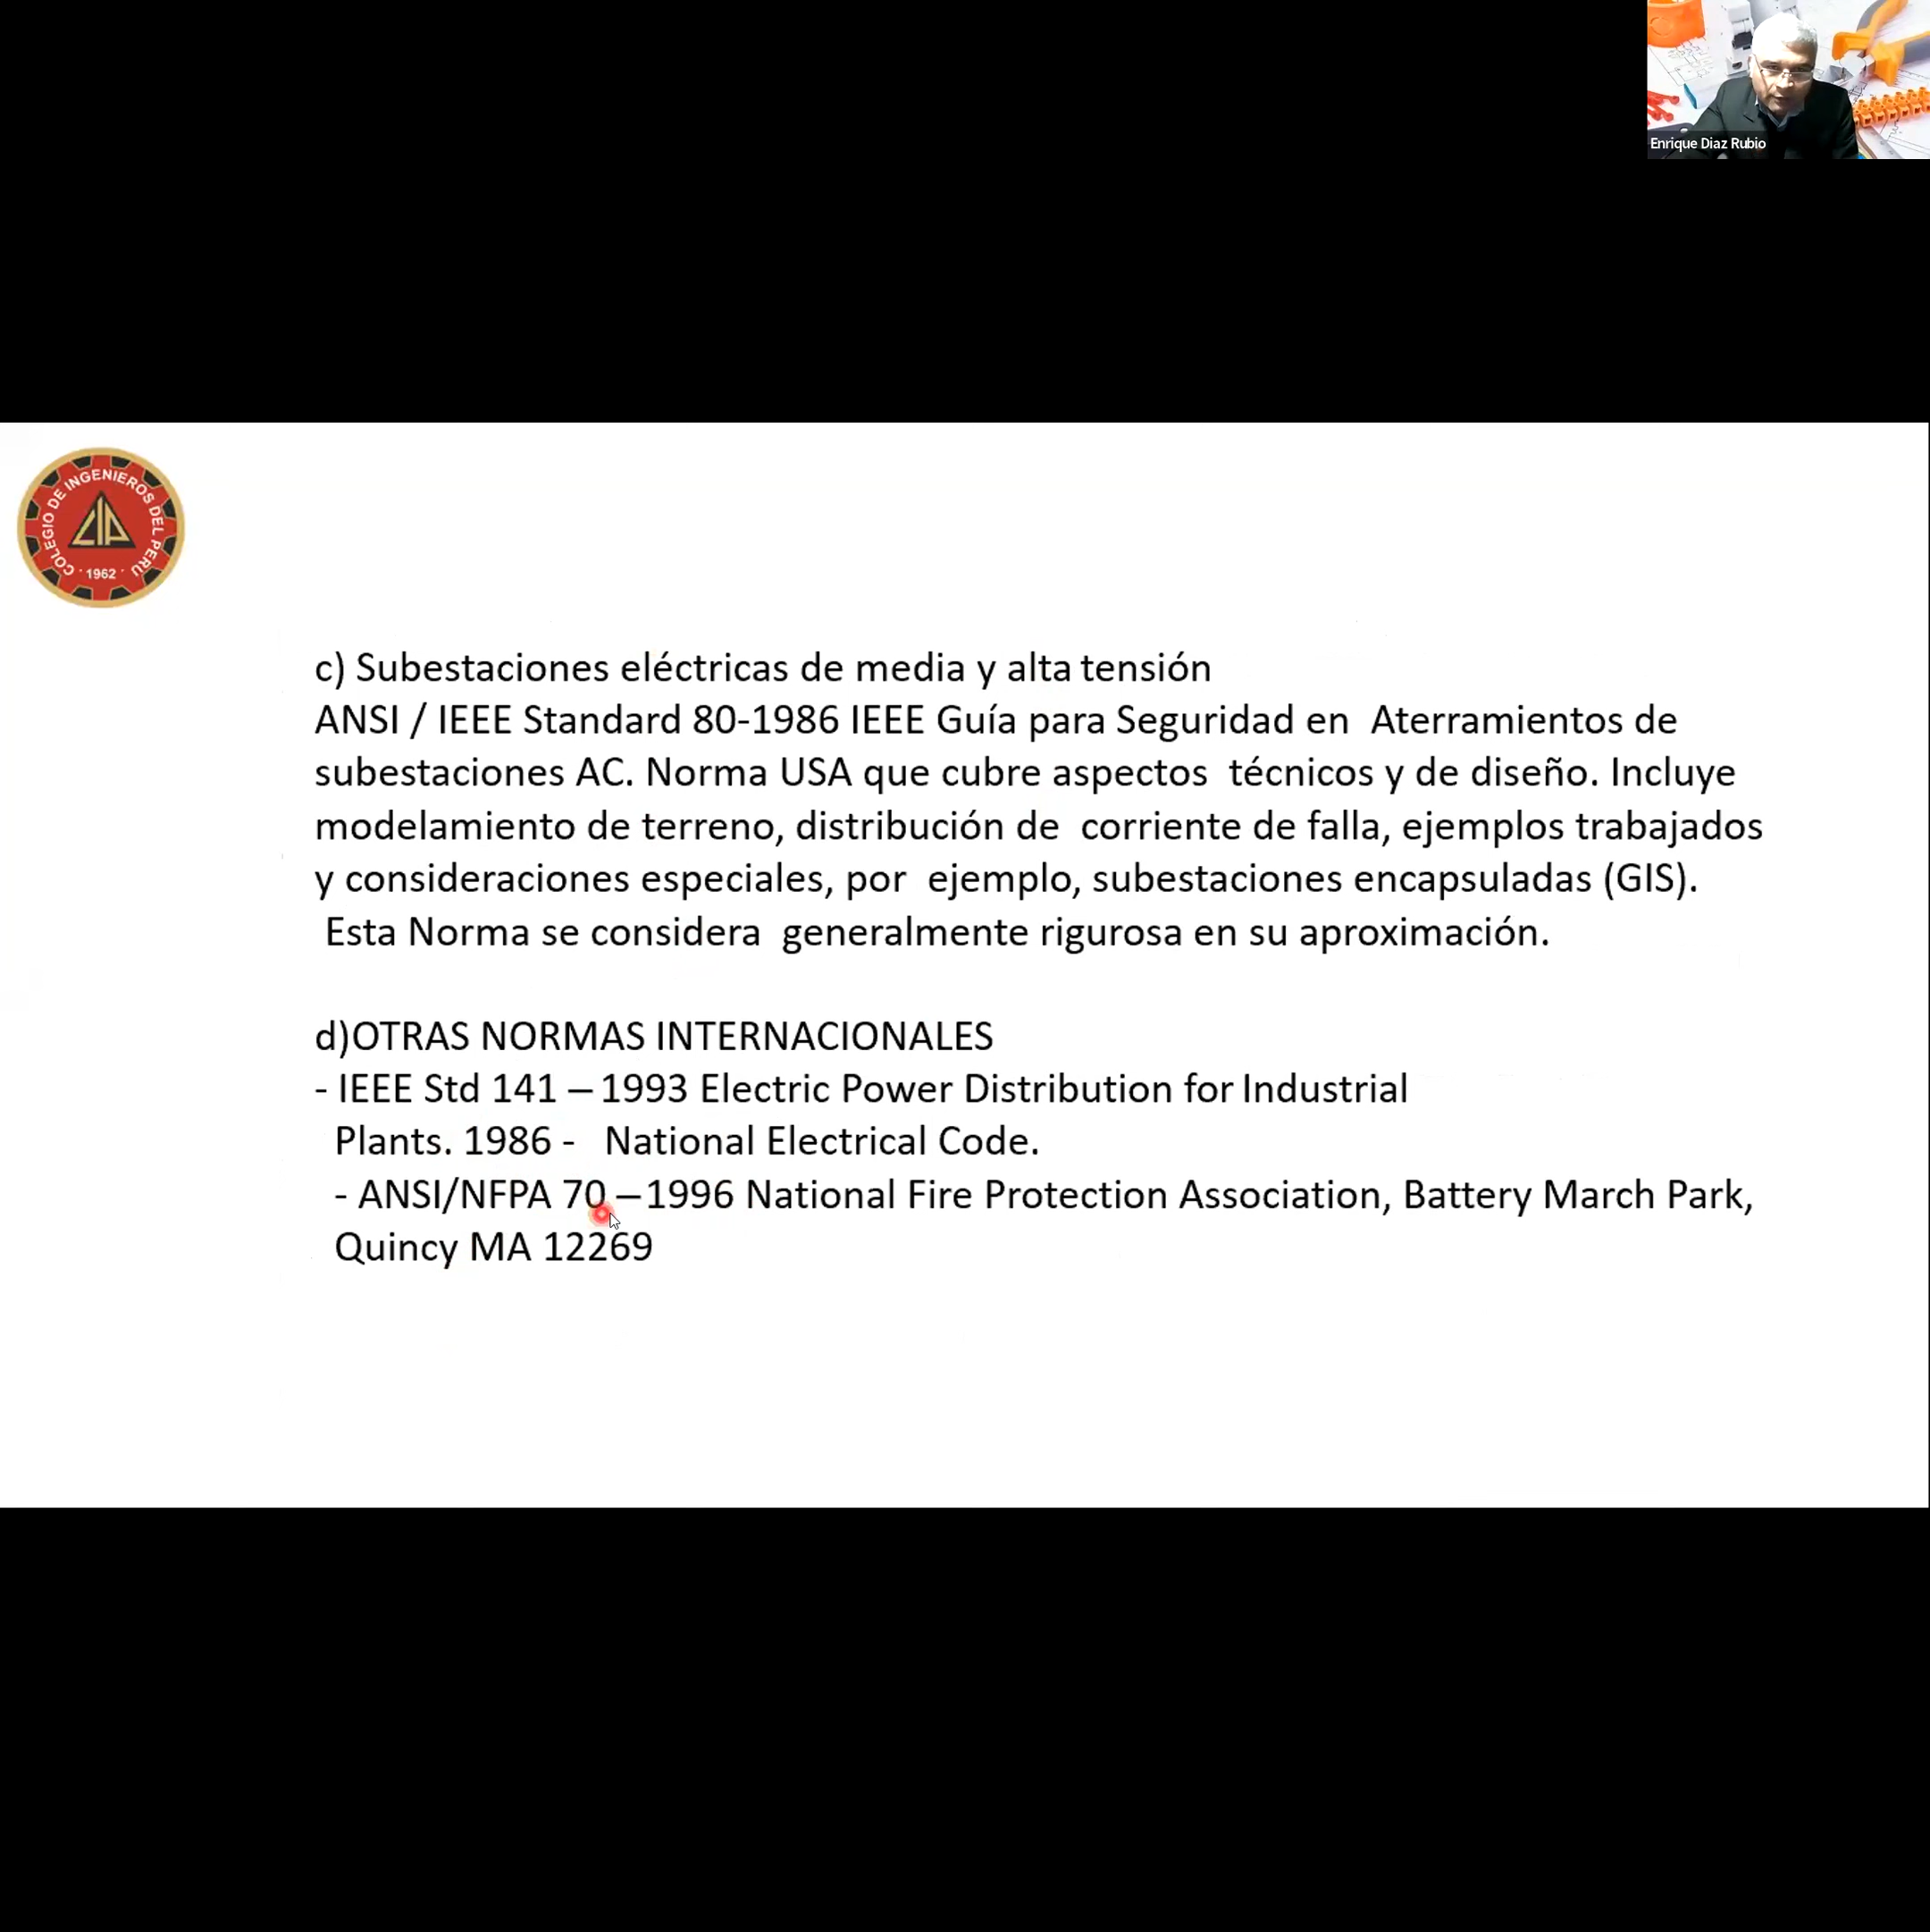 Enrique Diaz Rubio
COLEGIO DE INGENIEROS DEL PERU
CIP
· 1962 ·
c) Subestaciones eléctricas de media y alta tensión
ANSI / IEEE Standard 80-1986 IEEE Guía para Seguridad en Aterramientos de
subestaciones AC. Norma USA que cubre aspectos técnicos y de diseño. Incluye
modelamiento de terreno, distribución de corriente de falla, ejemplos trabajados
y consideraciones especiales, por ejemplo, subestaciones encapsuladas (GIS).
Esta Norma se considera generalmente rigurosa en su aproximación.
d)OTRAS NORMAS INTERNACIONALES
- IEEE Std 141 – 1993 Electric Power Distribution for Industrial
Plants. 1986 - National Electrical Code.
- ANSI/NFPA 70 – 1996 National Fire Protection Association, Battery March Park,
Quincy MA 12269